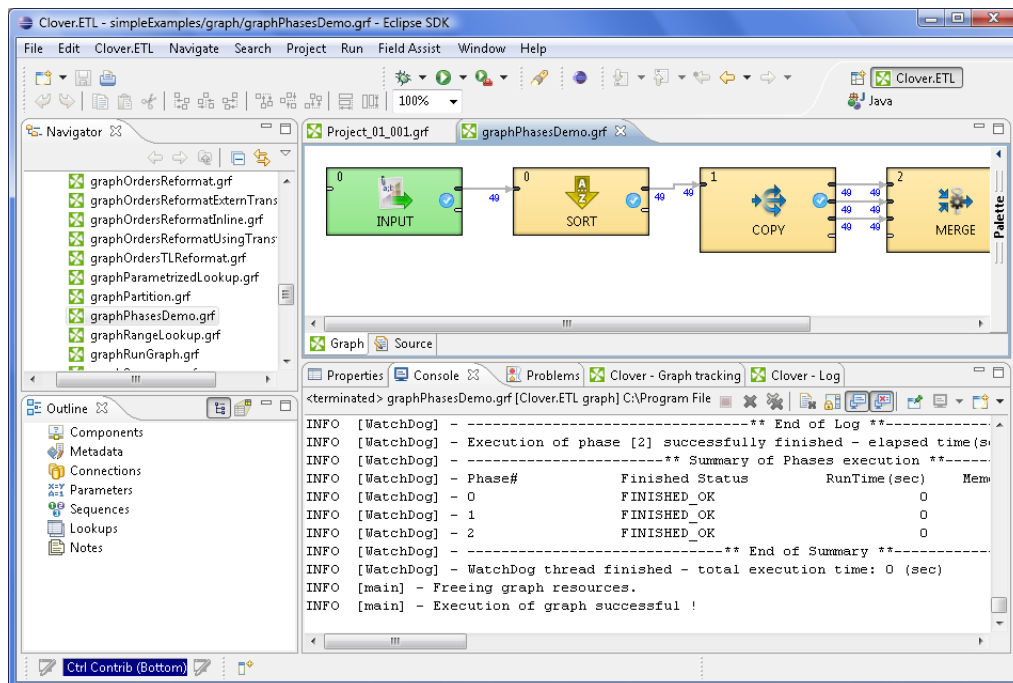 Clover.ETL - simpleExamples/graph/graphPhasesDemo.grf - Eclipse SDK
File Edit Clover.ETL Navigate Search Project Run Field Assist Window Help
Clover.ETL
100%
Java
Navigator
graphOrdersReformat.grf
graphOrdersReformatExternTrans
graphOrdersReformatInline.grf
graphOrdersReformatUsingTrans
graphOrdersTLReformat.grf
graphParametrizedLookup.grf
graphPartition.grf
graphPhasesDemo.grf
graphRangeLookup.grf
graphRunGraph.grf
Project_01_001.grf graphPhasesDemo.grf
0 0 1 2
INPUT SORT COPY MERGE
49 49 49 49 49
49 49
49 49
Palette
Graph Source
Outline
Components
Metadata
Connections
Parameters
Sequences
Lookups
Notes
Properties Console Problems Clover - Graph tracking Clover - Log
<terminated> graphPhasesDemo.grf [Clover.ETL graph] C:\Program File
INFO [WatchDog] - ----------------------------** End of Log **-------------
INFO [WatchDog] - Execution of phase [2] successfully finished - elapsed time(s
INFO [WatchDog] - -------------------** Summary of Phases execution **-----
INFO [WatchDog] - Phase# Finished Status RunTime(sec) Mem
INFO [WatchDog] - 0 FINISHED_OK 0
INFO [WatchDog] - 1 FINISHED_OK 0
INFO [WatchDog] - 2 FINISHED_OK 0
INFO [WatchDog] - -------------------------** End of Summary **------------
INFO [WatchDog] - WatchDog thread finished - total execution time: 0 (sec)
INFO [main] - Freeing graph resources.
INFO [main] - Execution of graph successful !
Ctrl Contrib (Bottom)